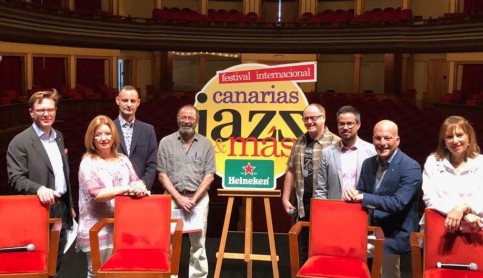 festival internacional
canarias
jazz
&más
Heineken